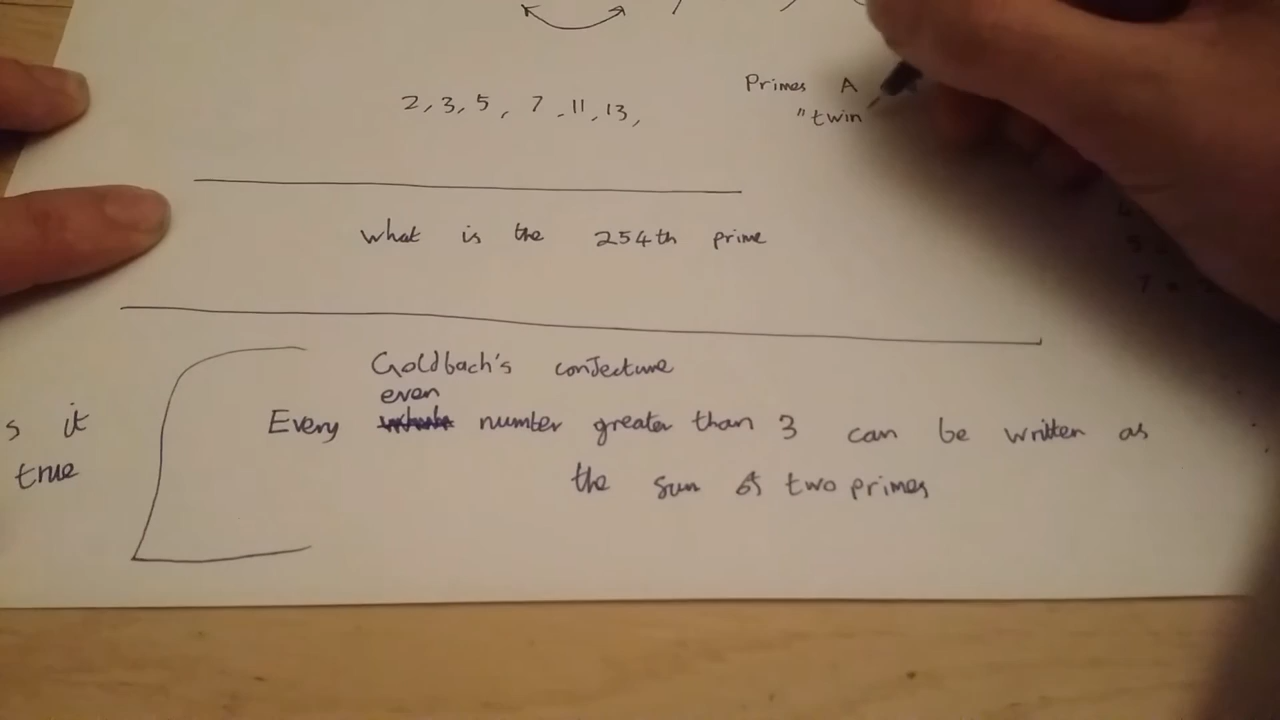 2, 3, 5, 7, 11, 13,
Primes A
"twin
what is the 254th prime
Goldbach's conjecture
even
Every number greater than 3 can be written as
the sum of two primes
s it
true